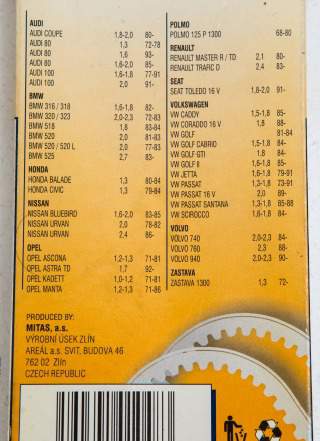 AUDI
AUDI COUPE 1,8-2,0 80-
AUDI 80 1,3 72-78
AUDI 80 1,6 93-
AUDI 80 1,6-2,0 85-
AUDI 100 1,6-1,8 77-91
AUDI 100 2,0 91-
BMW
BMW 316 / 318 1,6-1,8 82-
BMW 320 / 323 2,0-2,3 72-83
BMW 518 1,8 83-84
BMW 520 2,0 81-83
BMW 520 / 520 L 2,0 77-83
BMW 525 2,7 83-
HONDA
HONDA BALADE 1,3 80-84
HONDA CIVIC 1,3 79-84
NISSAN
NISSAN BLUEBIRD 1,6-2,0 83-85
NISSAN URVAN 2,0 78-82
NISSAN URVAN 2,4 86-
OPEL
OPEL ASCONA 1,2-1,3 71-81
OPEL ASTRA TD 1,7 92-
OPEL KADETT 1,0-1,2 71-81
OPEL MANTA 1,2-1,3 71-86
POLMO
POLMO 125 P 1300 68-80
RENAULT
RENAULT MASTER R / TD 2,1 80-
RENAULT TRAFIC D 2,4 83-
SEAT
SEAT TOLEDO 16 V 1,8-2,0 91-
VOLKSWAGEN
VW CADDY 1,5-1,8 85-
VW CORADDO 16 V 1,8 88-
VW GOLF 81-84
VW GOLF CABRIO 1,5-1,8 84-
VW GOLF GTI 1,8 84-
VW GOLF II 1,6-1,8 85-
VW JETTA 1,6-1,8 79-91
VW PASSAT 1,3-1,8 73-91
VW PASSAT 16 V 2,0 89-
VW PASSAT SANTANA 1,3-1,8 85-88
VW SCIROCCO 1,6-1,8 84-
VOLVO
VOLVO 740 2,0-2,3 84-
VOLVO 760 2,3 88-
VOLVO 940 2,0-2,3 90-
ZASTAVA
ZASTAVA 1300 1,3 72-
PRODUCED BY:
MITAS, a.s.
VÝROBNÍ ÚSEK ZLÍN
AREÁL a.s. SVIT, BUDOVA 46
762 02 Zlín
CZECH REPUBLIC